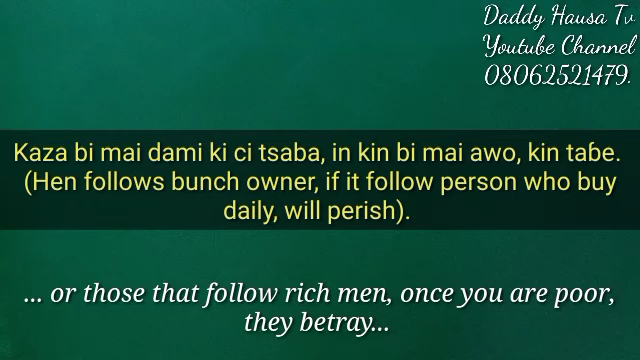 Daddy Hausa Tv
Youtube Channel
08062521479.
Kaza bi mai dami ki ci tsaba, in kin bi mai awo, kin taɓe.
(Hen follows bunch owner, if it follow person who buy
daily, will perish).
... or those that follow rich men, once you are poor,
they betray...